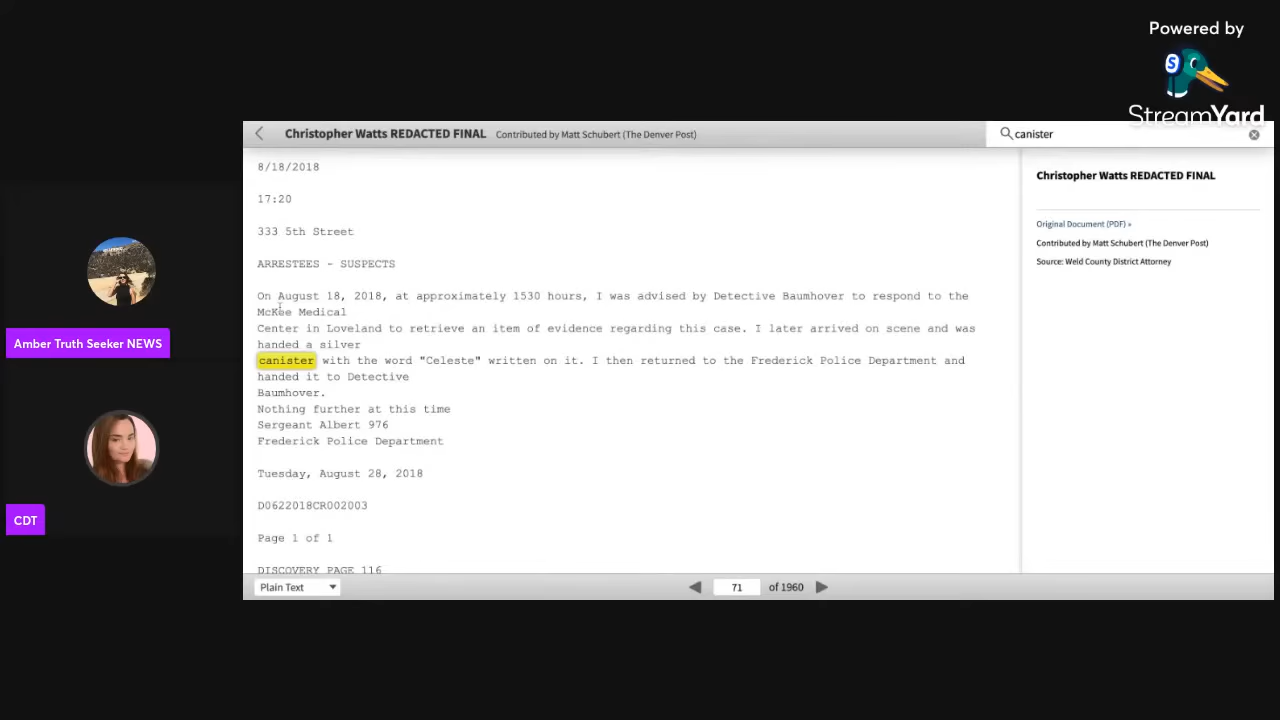 Powered by
StreamYard
Christopher Watts REDACTED FINAL Contributed by Matt Schubert (The Denver Post)
canister
8/18/2018
17:20
333 5th Street
ARRESTEES - SUSPECTS
On August 18, 2018, at approximately 1530 hours, I was advised by Detective Baumhover to respond to the
McKee Medical
Center in Loveland to retrieve an item of evidence regarding this case. I later arrived on scene and was
handed a silver
canister with the word "Celeste" written on it. I then returned to the Frederick Police Department and
handed it to Detective
Baumhover.
Nothing further at this time
Sergeant Albert 976
Frederick Police Department
Tuesday, August 28, 2018
D0622018CR002003
Page 1 of 1
DISCOVERY PAGE 116
Christopher Watts REDACTED FINAL
Original Document (PDF) »
Contributed by Matt Schubert (The Denver Post)
Source: Weld County District Attorney
Plain Text
71 of 1960
Amber Truth Seeker NEWS
CDT